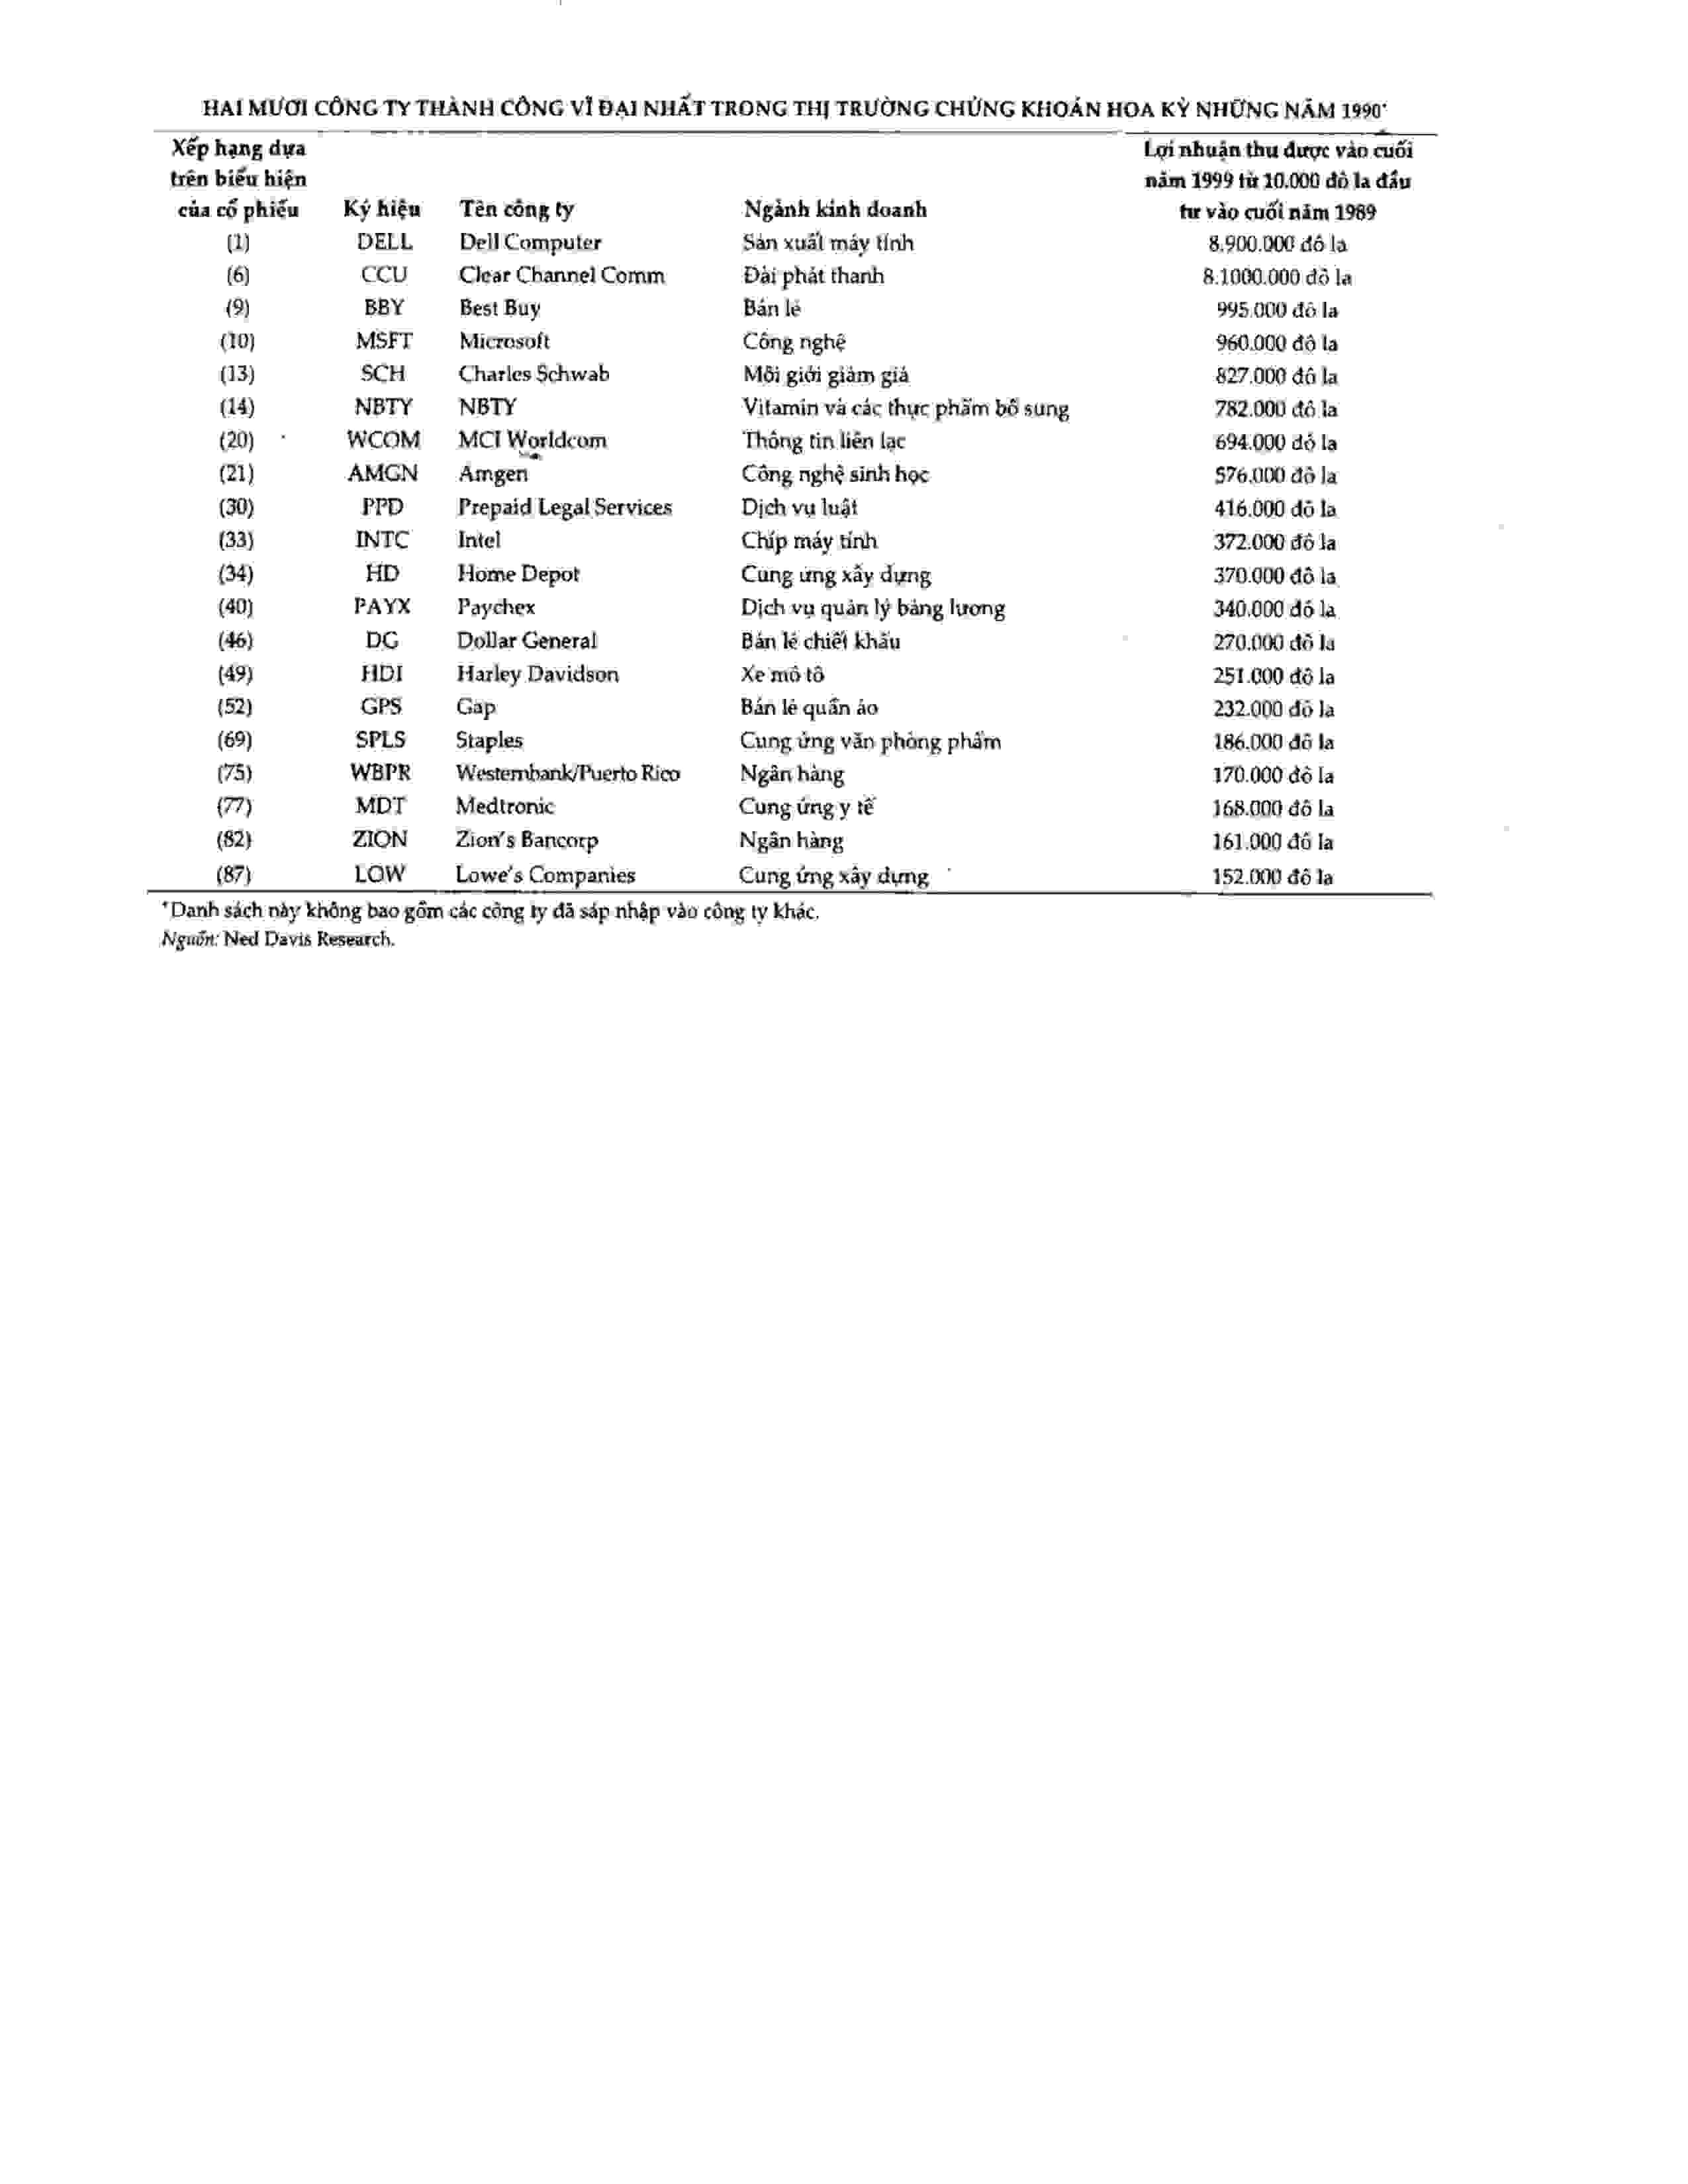 HAI MƯƠI CÔNG TY THÀNH CÔNG VĨ ĐẠI NHẤT TRONG THỊ TRƯỜNG CHỨNG KHOÁN HOA KỲ NHỮNG NĂM 1990*
Xếp hạng dựa trên biểu hiện của cổ phiếu Ký hiệu Tên công ty Ngành kinh doanh Lợi nhuận thu được vào cuối năm 1999 từ 10.000 đô la đầu tư vào cuối năm 1989
(1) DELL Dell Computer Sản xuất máy tính 8.900.000 đô la
(6) CCU Clear Channel Comm Đài phát thanh 8.1000.000 đô la
(9) BBY Best Buy Bán lẻ 995.000 đô la
(10) MSFT Microsoft Công nghệ 960.000 đô la
(13) SCH Charles Schwab Môi giới giảm giá 827.000 đô la
(14) NBTY NBTY Vitamin và các thực phẩm bổ sung 782.000 đô la
(20) WCOM MCI Worldcom Thông tin liên lạc 694.000 đô la
(21) AMGN Amgen Công nghệ sinh học 576.000 đô la
(30) PPD Prepaid Legal Services Dịch vụ luật 416.000 đô la
(33) INTC Intel Chíp máy tính 372.000 đô la
(34) HD Home Depot Cung ứng xây dựng 370.000 đô la
(40) PAYX Paychex Dịch vụ quản lý bảng lương 340.000 đô la
(46) DG Dollar General Bán lẻ chiết khấu 270.000 đô la
(49) HDI Harley Davidson Xe mô tô 251.000 đô la
(52) GPS Gap Bán lẻ quần áo 232.000 đô la
(69) SPLS Staples Cung ứng văn phòng phẩm 186.000 đô la
(75) WBPR Westernbank/Puerto Rico Ngân hàng 170.000 đô la
(77) MDT Medtronic Cung ứng y tế 168.000 đô la
(82) ZION Zion's Bancorp Ngân hàng 161.000 đô la
(87) LOW Lowe's Companies Cung ứng xây dựng 152.000 đô la
*Danh sách này không bao gồm các công ty đã sáp nhập vào công ty khác.
Nguồn: Ned Davis Research.